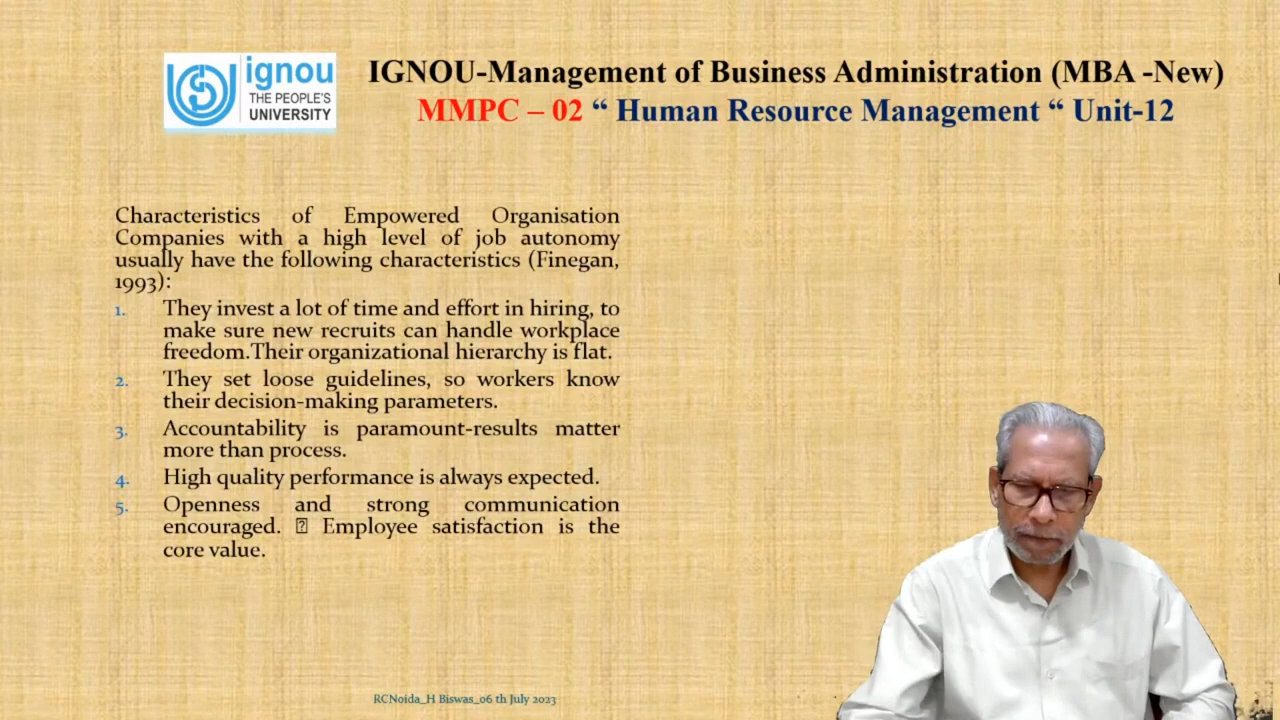 ignou
THE PEOPLE'S
UNIVERSITY
IGNOU-Management of Business Administration (MBA -New)
MMPC – 02 “ Human Resource Management “ Unit-12
Characteristics of Empowered Organisation
Companies with a high level of job autonomy
usually have the following characteristics (Finegan,
1993):
1. They invest a lot of time and effort in hiring, to
make sure new recruits can handle workplace
freedom.Their organizational hierarchy is flat.
2. They set loose guidelines, so workers know
their decision-making parameters.
3. Accountability is paramount-results matter
more than process.
4. High quality performance is always expected.
5. Openness and strong communication
encouraged. ⍰ Employee satisfaction is the
core value.
RCNoida_H Biswas_06 th July 2023